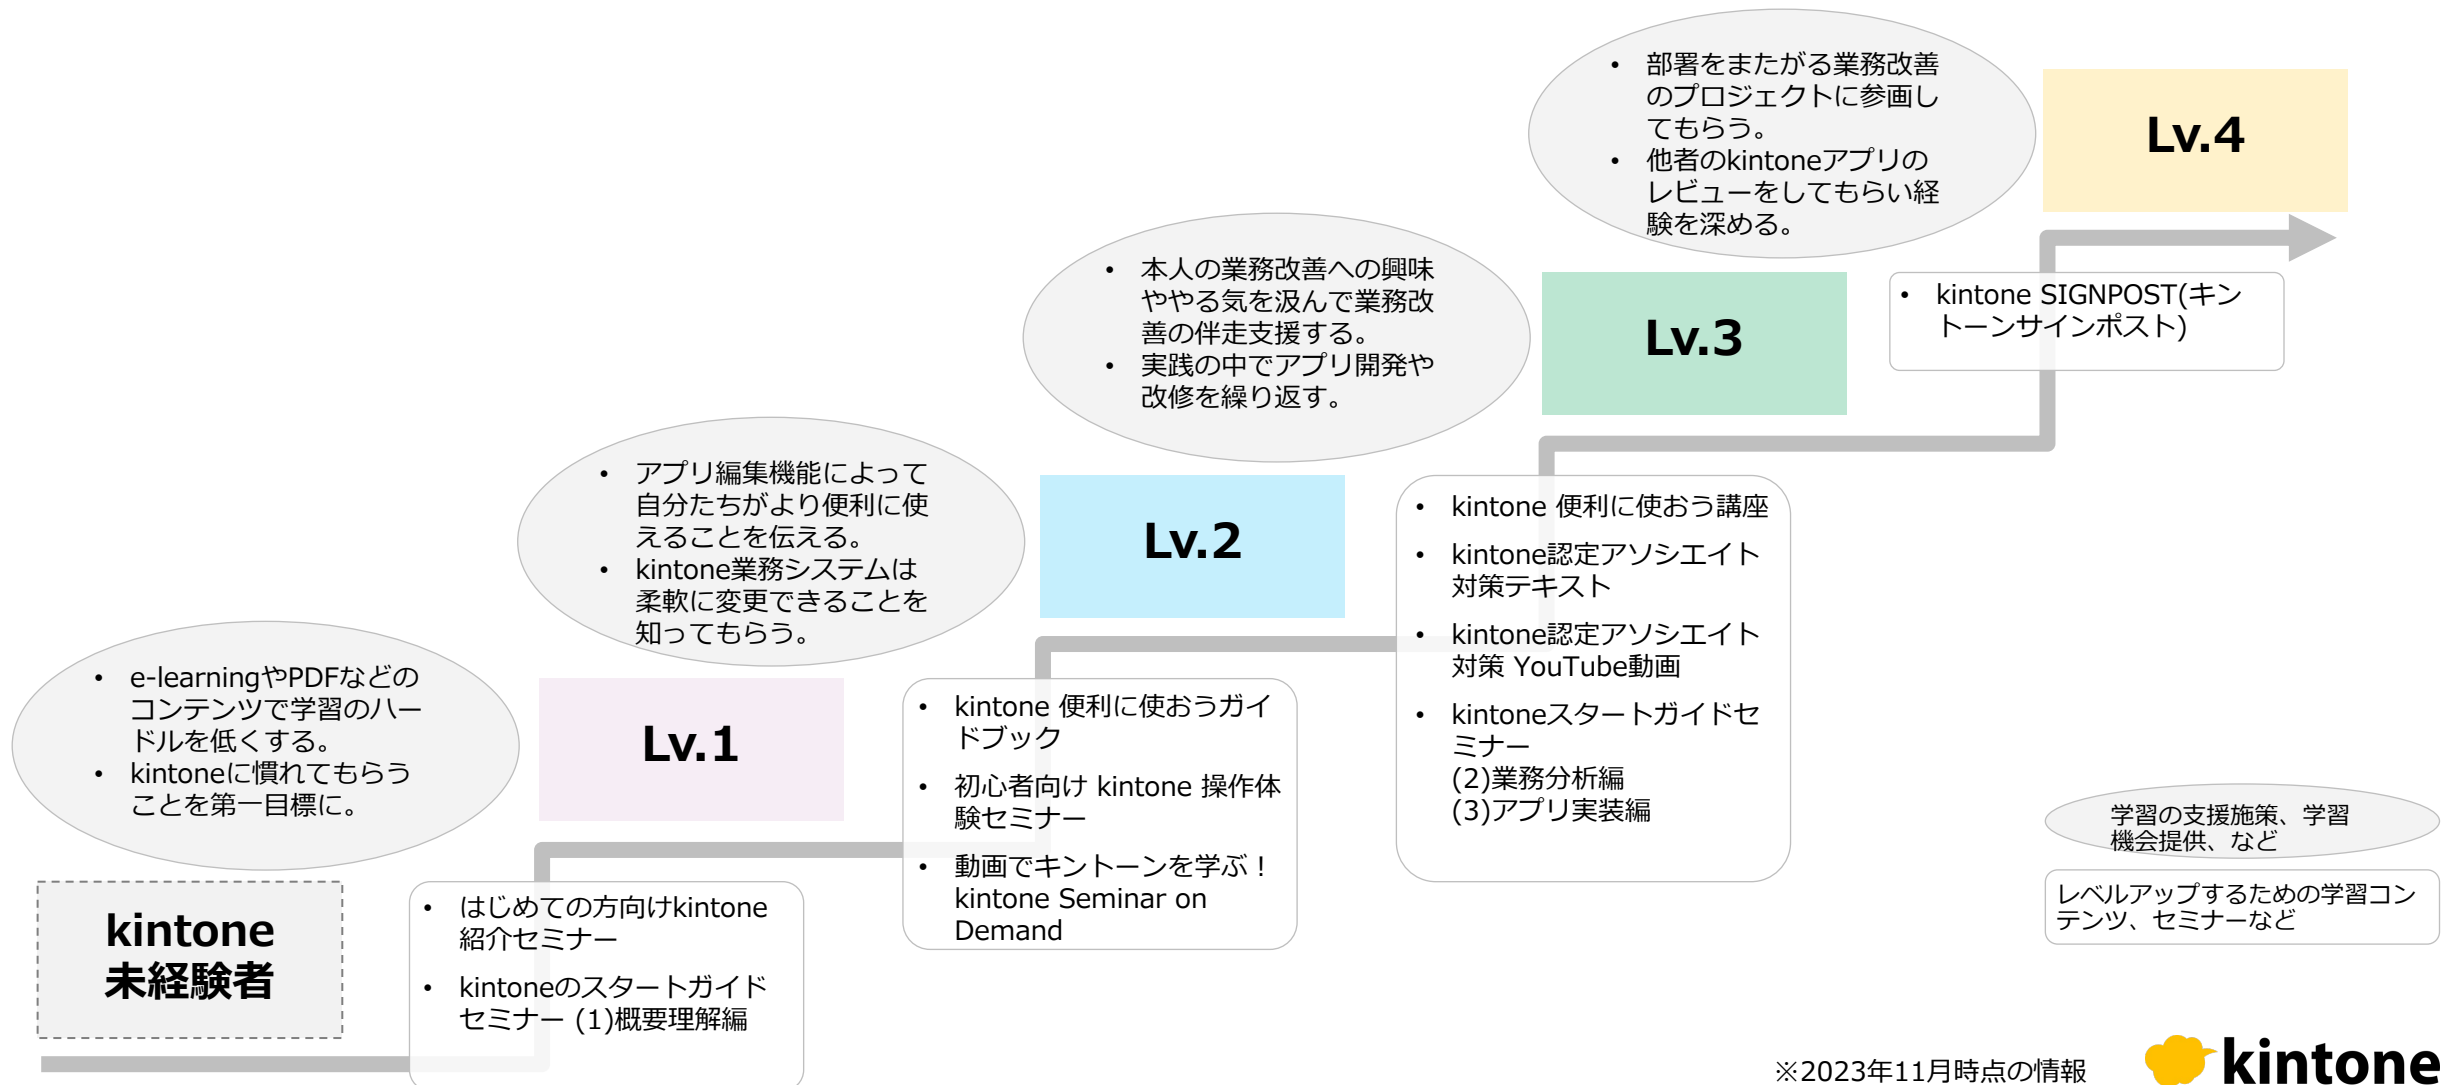 • 部署をまたがる業務改善
のプロジェクトに参画し
てもらう。
• 他者のkintoneアプリの
レビューをしてもらい経
験を深める。
Lv.4
• kintone SIGNPOST(キン
トーンサインポスト)
• 本人の業務改善への興味
ややる気を汲んで業務改
善の伴走支援する。
• 実践の中でアプリ開発や
改修を繰り返す。
Lv.3
• kintone 便利に使おう講座
• kintone認定アソシエイト
対策テキスト
• kintone認定アソシエイト
対策 YouTube動画
• kintoneスタートガイドセ
ミナー
(2)業務分析編
(3)アプリ実装編
• アプリ編集機能によって
自分たちがより便利に使
えることを伝える。
• kintone業務システムは
柔軟に変更できることを
知ってもらう。
Lv.2
• kintone 便利に使おうガイ
ドブック
• 初心者向け kintone 操作体
験セミナー
• 動画でキントーンを学ぶ！
kintone Seminar on
Demand
• e-learningやPDFなどの
コンテンツで学習のハー
ドルを低くする。
• kintoneに慣れてもらう
ことを第一目標に。
Lv.1
• はじめての方向けkintone
紹介セミナー
• kintoneのスタートガイド
セミナー (1)概要理解編
kintone
未経験者
学習の支援施策、学習
機会提供、など
レベルアップするための学習コン
テンツ、セミナーなど
※2023年11月時点の情報
kintone